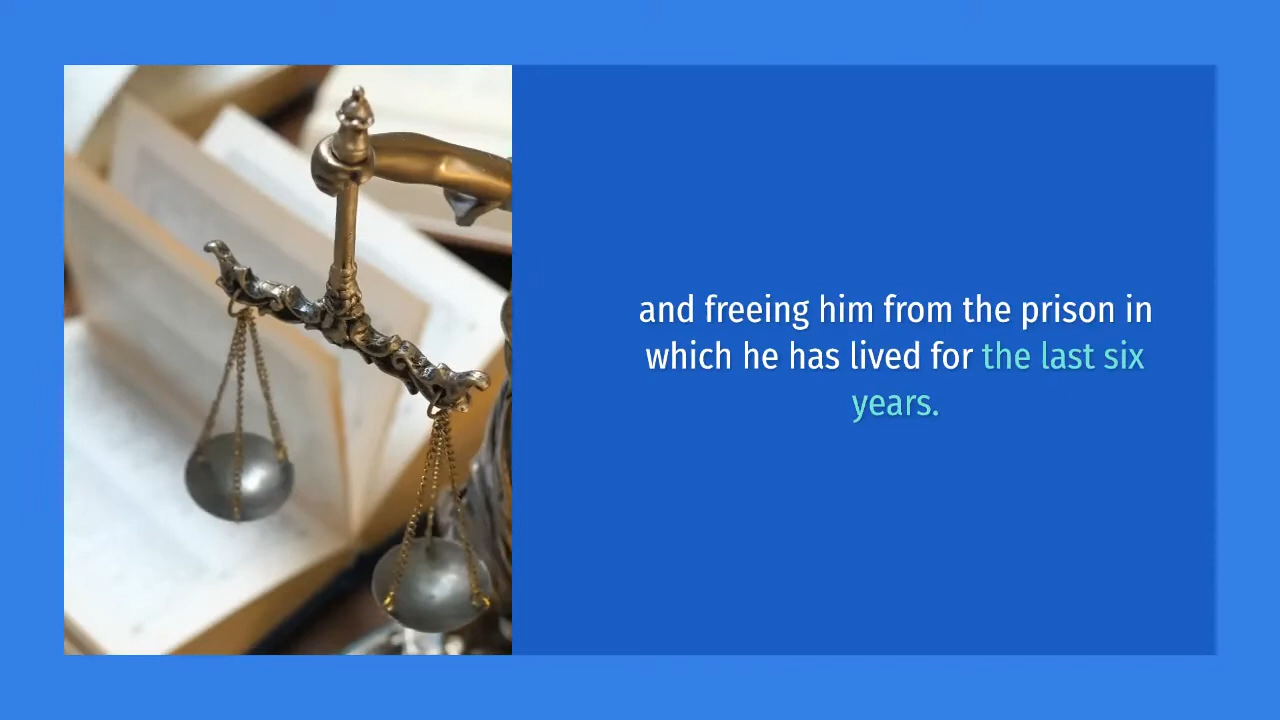 and freeing him from the prison in
which he has lived for the last six
years.